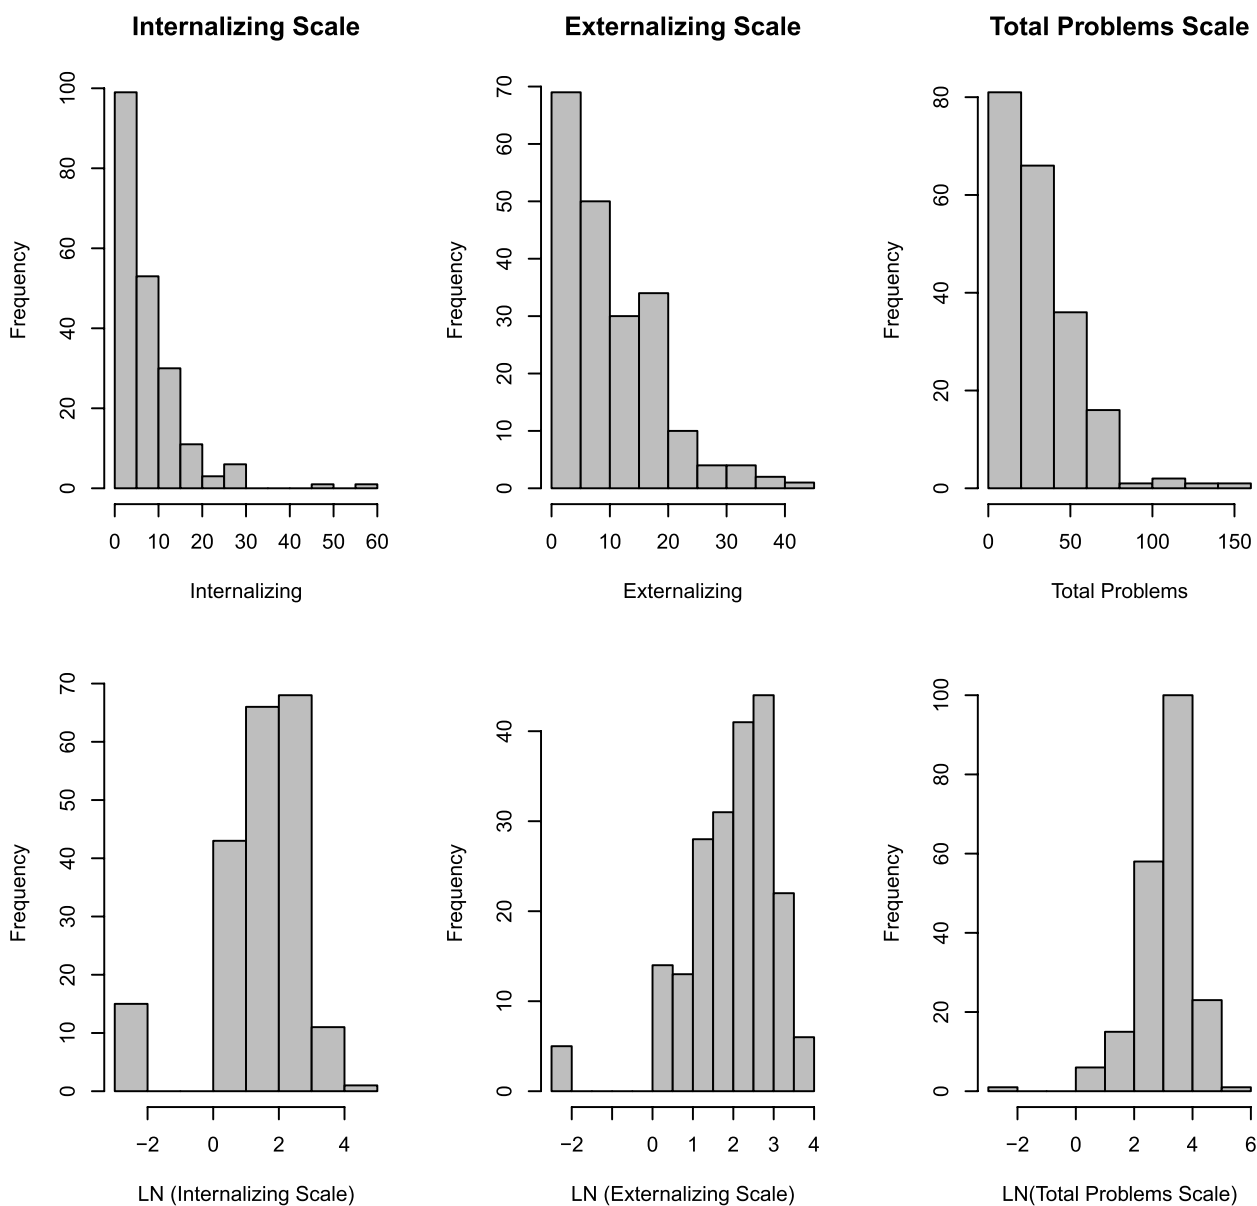 Internalizing Scale
Externalizing Scale
Total Problems Scale
Frequency
0 20 40 60 80 100
0 10 20 30 40 50 60
Internalizing
Frequency
0 10 20 30 40 50 60 70
0 10 20 30 40
Externalizing
Frequency
0 20 40 60 80
0 50 100 150
Total Problems
Frequency
0 10 20 30 40 50 60 70
−2 0 2 4
LN (Internalizing Scale)
Frequency
0 10 20 30 40
−2 0 1 2 3 4
LN (Externalizing Scale)
Frequency
0 20 40 60 80 100
−2 0 2 4 6
LN(Total Problems Scale)